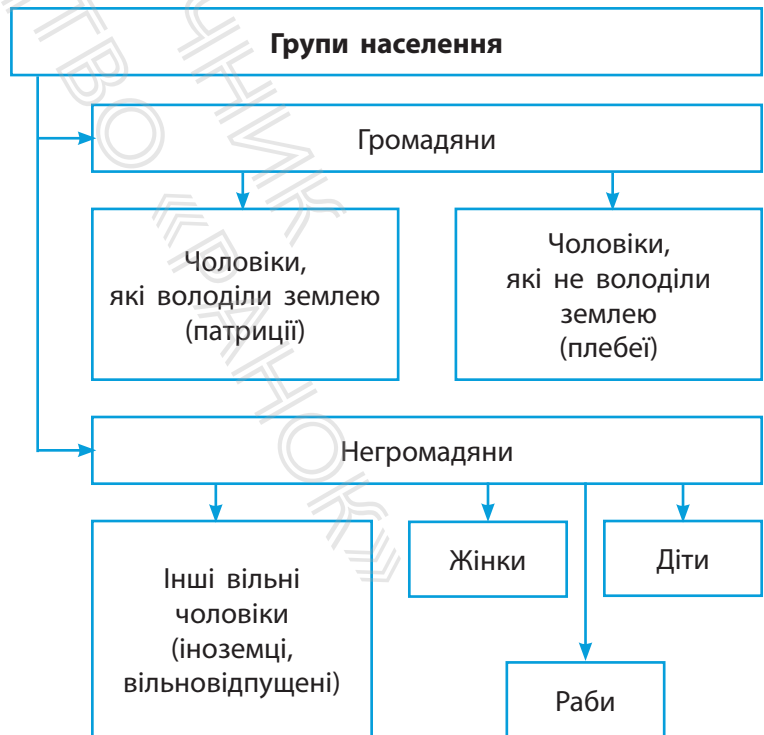 Групи населення
Громадяни
Чоловіки,
які володіли землею
(патриції)
Чоловіки,
які не володіли
землею
(плебеї)
Негромадяни
Інші вільні
чоловіки
(іноземці,
вільновідпущені)
Жінки
Діти
Раби
«РАНОК»